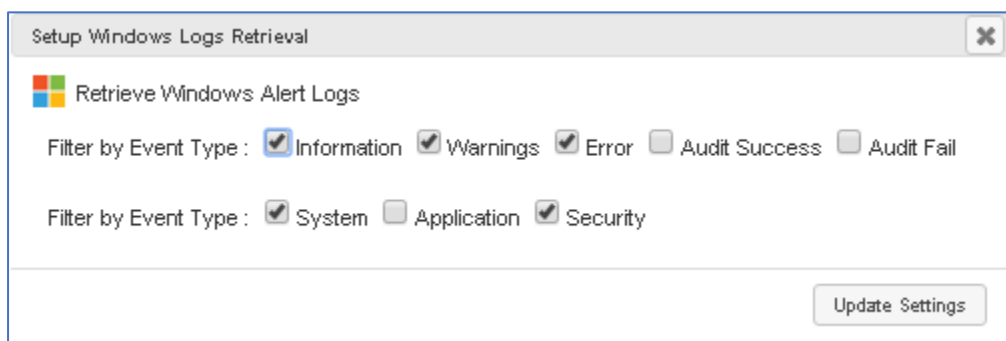 Setup Windows Logs Retrieval
Retrieve Windows Alert Logs
Filter by Event Type : Information Warnings Error Audit Success Audit Fail
Filter by Event Type : System Application Security
Update Settings